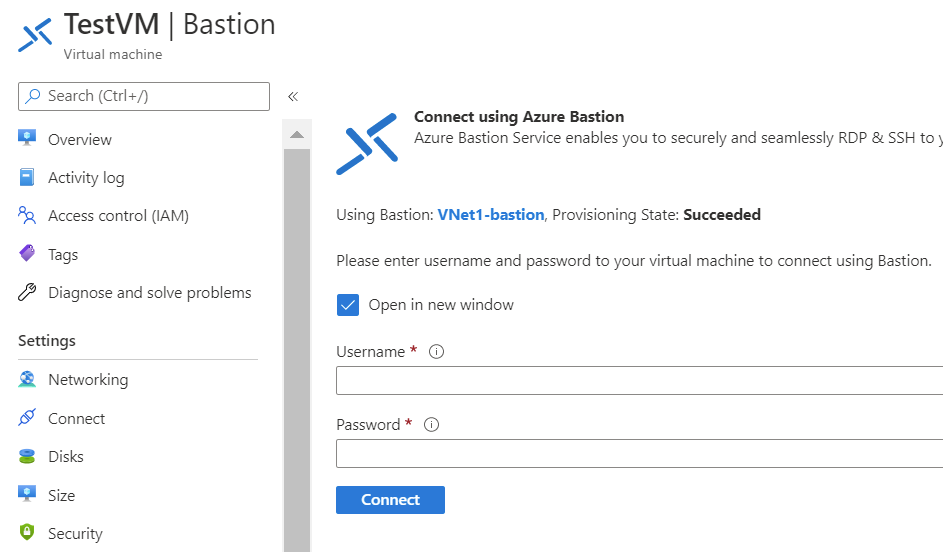 TestVM | Bastion
Virtual machine
Search (Ctrl+/)
«
Overview
Activity log
Access control (IAM)
Tags
Diagnose and solve problems
Settings
Networking
Connect
Disks
Size
Security
Connect using Azure Bastion
Azure Bastion Service enables you to securely and seamlessly RDP & SSH to
Using Bastion: VNet1-bastion, Provisioning State: Succeeded
Please enter username and password to your virtual machine to connect using Bastion.
Open in new window
Username *
Password *
Connect